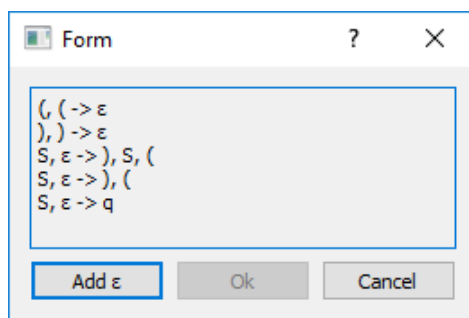 Form
?
(, ( -> ε
), ) -> ε
S, ε -> ), S, (
S, ε -> ), (
S, ε -> q
Add ε
Ok
Cancel